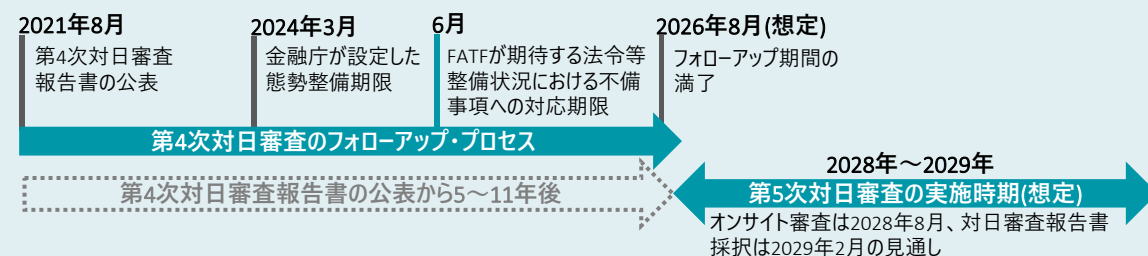 2021年8月
第4次対日審査
報告書の公表
2024年3月
金融庁が設定した
態勢整備期限
6月
FATFが期待する法令等
整備状況における不備
事項への対応期限
2026年8月(想定)
フォローアップ期間の
満了
第4次対日審査のフォローアップ・プロセス
第4次対日審査報告書の公表から5～11年後
2028年～2029年
第5次対日審査の実施時期(想定)
オンサイト審査は2028年8月、対日審査報告書
採択は2029年2月の見通し